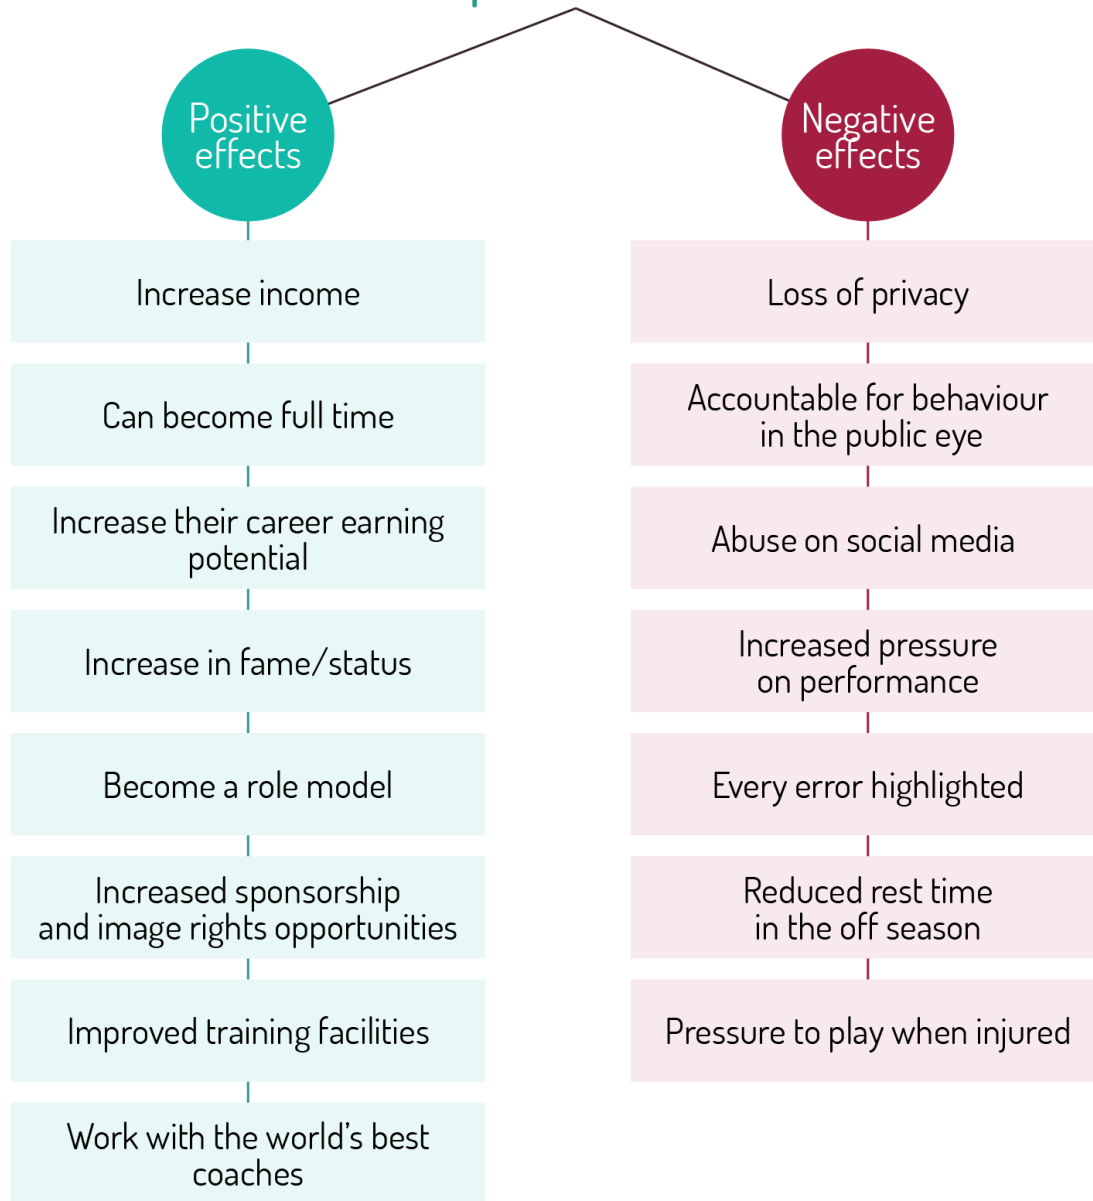 Positive
effects
Increase income
Can become full time
Increase their career earning
potential
Increase in fame/status
Become a role model
Increased sponsorship
and image rights opportunities
Improved training facilities
Work with the world's best
coaches
Negative
effects
Loss of privacy
Accountable for behaviour
in the public eye
Abuse on social media
Increased pressure
on performance
Every error highlighted
Reduced rest time
in the off season
Pressure to play when injured